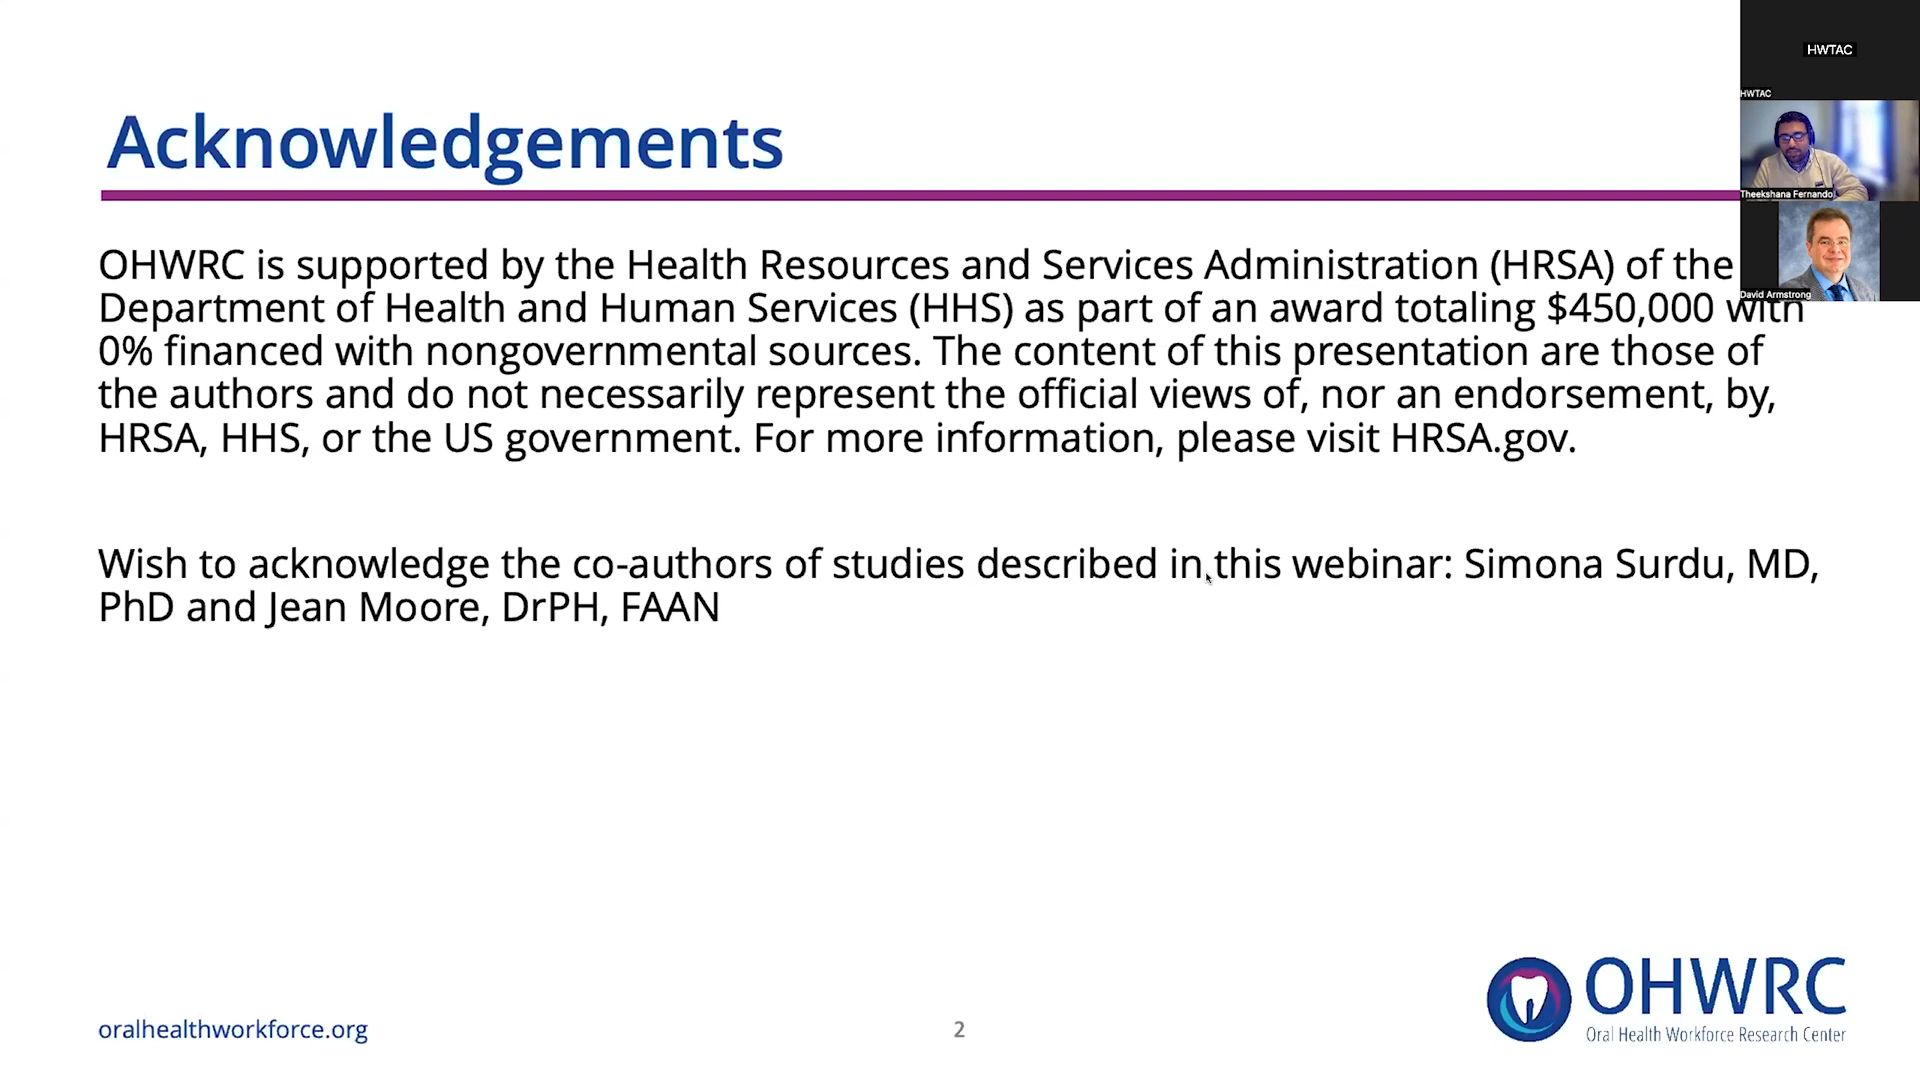 HWTAC
HWTAC
Acknowledgements
Theekshana Fernando
OHWRC is supported by the Health Resources and Services Administration (HRSA) of the
David Armstrong
Department of Health and Human Services (HHS) as part of an award totaling $450,000 with
0% financed with nongovernmental sources. The content of this presentation are those of
the authors and do not necessarily represent the official views of, nor an endorsement, by,
HRSA, HHS, or the US government. For more information, please visit HRSA.gov.
Wish to acknowledge the co-authors of studies described in this webinar: Simona Surdu, MD,
PhD and Jean Moore, DrPH, FAAN
OHWRC
Oral Health Workforce Research Center
oralhealthworkforce.org
2